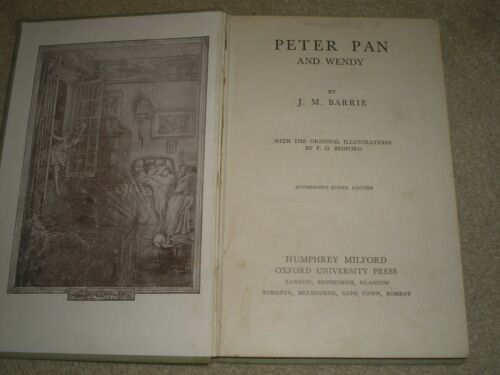 PETER PAN
AND WENDY
BY
J. M. BARRIE
WITH THE ORIGINAL ILLUSTRATIONS
BY F. D. BEDFORD
AUTHORIZED SCHOOL EDITION
HUMPHREY MILFORD
OXFORD UNIVERSITY PRESS
LONDON, EDINBURGH, GLASGOW
TORONTO, MELBOURNE, CAPE TOWN, BOMBAY